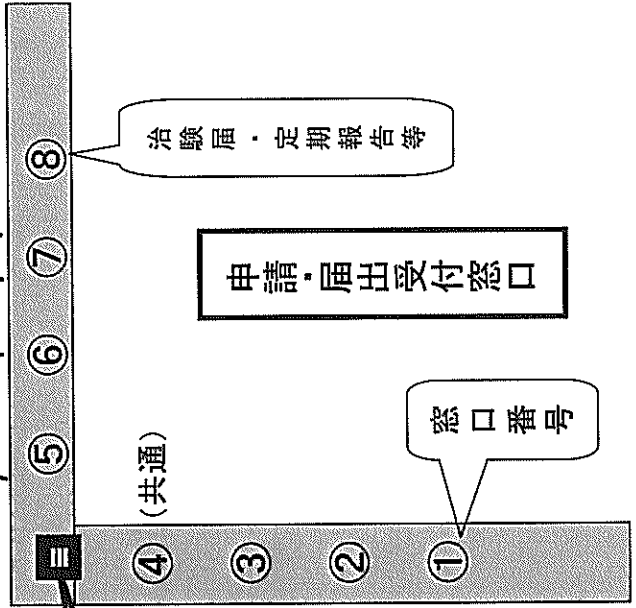 ⑤ ⑥ ⑦ ⑧
④ (共通)
③
②
①
治験届・定期報告等
申請・届出受付窓口
窓口番号